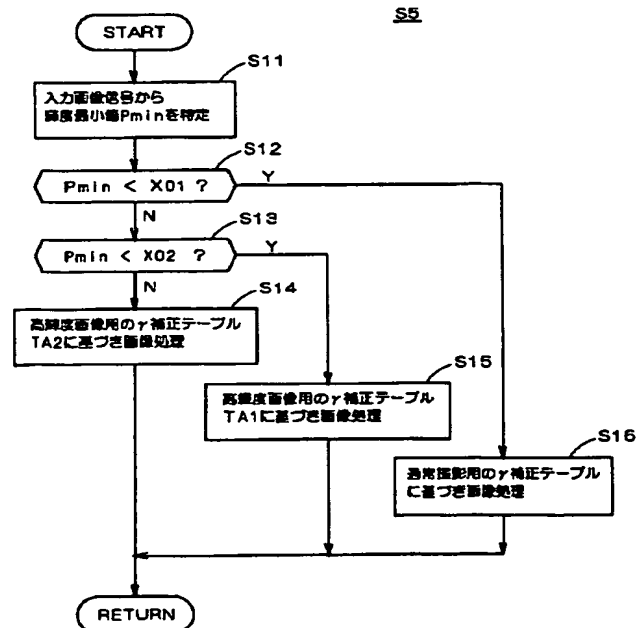 S5
START
S11
入力画像信号から
輝度最小値Pminを特定
S12
Pmin < X01 ?
Y
N
S13
Pmin < X02 ?
Y
N
S14
高輝度画像用のγ補正テーブル
TA2に基づき画像処理
S15
高輝度画像用のγ補正テーブル
TA1に基づき画像処理
S16
通常撮影用のγ補正テーブル
に基づき画像処理
RETURN